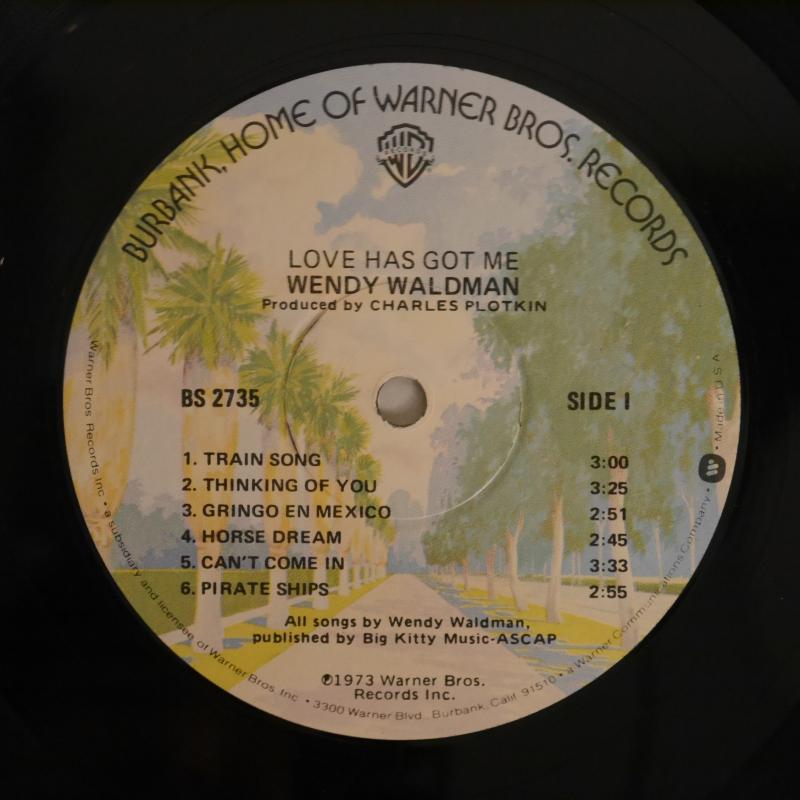 BURBANK, HOME OF WARNER BROS. RECORDS
W
RECORDS
LOVE HAS GOT ME
WENDY WALDMAN
Produced by CHARLES PLOTKIN
BS 2735
SIDE 1
1. TRAIN SONG 3:00
2. THINKING OF YOU 3:25
3. GRINGO EN MEXICO 2:51
4. HORSE DREAM 2:45
5. CAN'T COME IN 3:33
6. PIRATE SHIPS 2:55
All songs by Wendy Waldman,
published by Big Kitty Music-ASCAP
℗1973 Warner Bros.
Records Inc.
Warner Bros. Records Inc. • a subsidiary and licensee of Warner Bros. Inc. • 3300 Warner Blvd., Burbank, Calif. 91510 • a Warner Communications Company • Made in U.S.A.